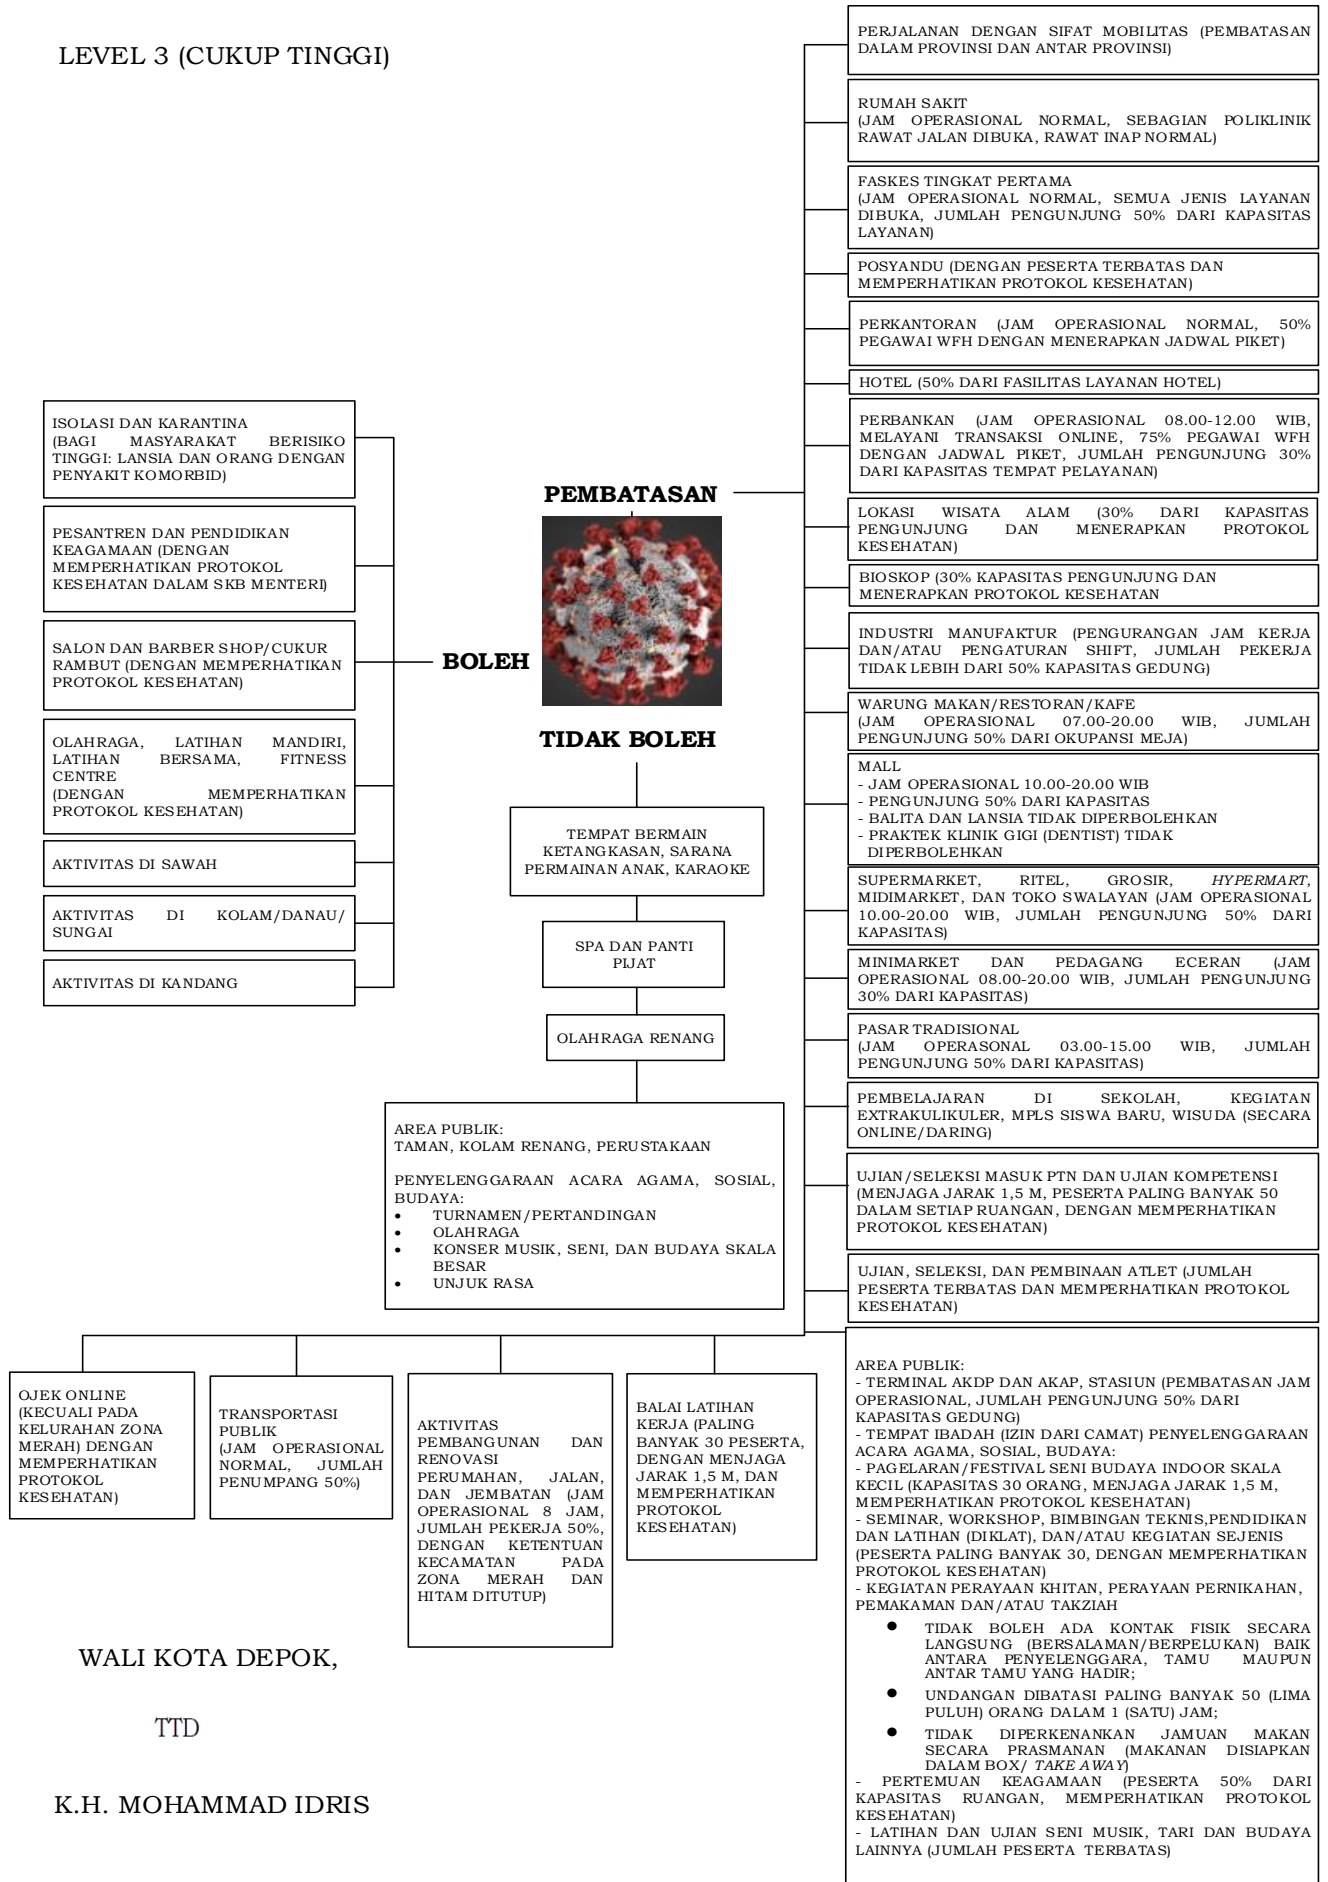 LEVEL 3 (CUKUP TINGGI)
PERJALANAN DENGAN SIFAT MOBILITAS (PEMBATASAN
DALAM PROVINSI DAN ANTAR PROVINSI)
RUMAH SAKIT
(JAM OPERASIONAL NORMAL, SEBAGIAN POLIKLINIK
RAWAT JALAN DIBUKA, RAWAT INAP NORMAL)
FASKES TINGKAT PERTAMA
(JAM OPERASIONAL NORMAL, SEMUA JENIS LAYANAN
DIBUKA, JUMLAH PENGUNJUNG 50% DARI KAPASITAS
LAYANAN)
POSYANDU (DENGAN PESERTA TERBATAS DAN
MEMPERHATIKAN PROTOKOL KESEHATAN)
PERKANTORAN (JAM OPERASIONAL NORMAL, 50%
PEGAWAI WFH DENGAN MENERAPKAN JADWAL PIKET)
HOTEL (50% DARI FASILITAS LAYANAN HOTEL)
PERBANKAN (JAM OPERASIONAL 08.00-12.00 WIB,
MELAYANI TRANSAKSI ONLINE, 75% PEGAWAI WFH
DENGAN JADWAL PIKET, JUMLAH PENGUNJUNG 30%
DARI KAPASITAS TEMPAT PELAYANAN)
LOKASI WISATA ALAM (30% DARI KAPASITAS
PENGUNJUNG DAN MENERAPKAN PROTOKOL
KESEHATAN)
BIOSKOP (30% KAPASITAS PENGUNJUNG DAN
MENERAPKAN PROTOKOL KESEHATAN
INDUSTRI MANUFAKTUR (PENGURANGAN JAM KERJA
DAN/ATAU PENGATURAN SHIFT, JUMLAH PEKERJA
TIDAK LEBIH DARI 50% KAPASITAS GEDUNG)
WARUNG MAKAN/RESTORAN/KAFE
(JAM OPERASIONAL 07.00-20.00 WIB, JUMLAH
PENGUNJUNG 50% DARI OKUPANSI MEJA)
MALL
- JAM OPERASIONAL 10.00-20.00 WIB
- PENGUNJUNG 50% DARI KAPASITAS
- BALITA DAN LANSIA TIDAK DIPERBOLEHKAN
- PRAKTEK KLINIK GIGI (DENTIST) TIDAK
DIPERBOLEHKAN
SUPERMARKET, RITEL, GROSIR, HYPERMART,
MIDIMARKET, DAN TOKO SWALAYAN (JAM OPERASIONAL
10.00-20.00 WIB, JUMLAH PENGUNJUNG 50% DARI
KAPASITAS)
MINIMARKET DAN PEDAGANG ECERAN (JAM
OPERASIONAL 08.00-20.00 WIB, JUMLAH PENGUNJUNG
30% DARI KAPASITAS)
PASAR TRADISIONAL
(JAM OPERASONAL 03.00-15.00 WIB, JUMLAH
PENGUNJUNG 50% DARI KAPASITAS)
PEMBELAJARAN DI SEKOLAH, KEGIATAN
EXTRAKULIKULER, MPLS SISWA BARU, WISUDA (SECARA
ONLINE/DARING)
UJIAN/SELEKSI MASUK PTN DAN UJIAN KOMPETENSI
(MENJAGA JARAK 1,5 M, PESERTA PALING BANYAK 50
DALAM SETIAP RUANGAN, DENGAN MEMPERHATIKAN
PROTOKOL KESEHATAN)
UJIAN, SELEKSI, DAN PEMBINAAN ATLET (JUMLAH
PESERTA TERBATAS DAN MEMPERHATIKAN PROTOKOL
KESEHATAN)
AREA PUBLIK:
- TERMINAL AKDP DAN AKAP, STASIUN (PEMBATASAN JAM
OPERASIONAL, JUMLAH PENGUNJUNG 50% DARI
KAPASITAS GEDUNG)
- TEMPAT IBADAH (IZIN DARI CAMAT) PENYELENGGARAAN
ACARA AGAMA, SOSIAL, BUDAYA:
- PAGELARAN/FESTIVAL SENI BUDAYA INDOOR SKALA
KECIL (KAPASITAS 30 ORANG, MENJAGA JARAK 1,5 M,
MEMPERHATIKAN PROTOKOL KESEHATAN)
- SEMINAR, WORKSHOP, BIMBINGAN TEKNIS,PENDIDIKAN
DAN LATIHAN (DIKLAT), DAN/ATAU KEGIATAN SEJENIS
(PESERTA PALING BANYAK 30, DENGAN MEMPERHATIKAN
PROTOKOL KESEHATAN)
- KEGIATAN PERAYAAN KHITAN, PERAYAAN PERNIKAHAN,
PEMAKAMAN DAN/ATAU TAKZIAH
● TIDAK BOLEH ADA KONTAK FISIK SECARA
LANGSUNG (BERSALAMAN/BERPELUKAN) BAIK
ANTARA PENYELENGGARA, TAMU MAUPUN
ANTAR TAMU YANG HADIR;
● UNDANGAN DIBATASI PALING BANYAK 50 (LIMA
PULUH) ORANG DALAM 1 (SATU) JAM;
● TIDAK DIPERKENANKAN JAMUAN MAKAN
SECARA PRASMANAN (MAKANAN DISIAPKAN
DALAM BOX/ TAKE AWAY)
- PERTEMUAN KEAGAMAAN (PESERTA 50% DARI
KAPASITAS RUANGAN, MEMPERHATIKAN PROTOKOL
KESEHATAN)
- LATIHAN DAN UJIAN SENI MUSIK, TARI DAN BUDAYA
LAINNYA (JUMLAH PESERTA TERBATAS)
ISOLASI DAN KARANTINA
(BAGI MASYARAKAT BERISIKO
TINGGI: LANSIA DAN ORANG DENGAN
PENYAKIT KOMORBID)
PESANTREN DAN PENDIDIKAN
KEAGAMAAN (DENGAN
MEMPERHATIKAN PROTOKOL
KESEHATAN DALAM SKB MENTERI)
SALON DAN BARBER SHOP/CUKUR
RAMBUT (DENGAN MEMPERHATIKAN
PROTOKOL KESEHATAN)
OLAHRAGA, LATIHAN MANDIRI,
LATIHAN BERSAMA, FITNESS
CENTRE
(DENGAN MEMPERHATIKAN
PROTOKOL KESEHATAN)
AKTIVITAS DI SAWAH
AKTIVITAS DI KOLAM/DANAU/
SUNGAI
AKTIVITAS DI KANDANG
PEMBATASAN
BOLEH
TIDAK BOLEH
TEMPAT BERMAIN
KETANGKASAN, SARANA
PERMAINAN ANAK, KARAOKE
SPA DAN PANTI
PIJAT
OLAHRAGA RENANG
AREA PUBLIK:
TAMAN, KOLAM RENANG, PERUSTAKAAN
PENYELENGGARAAN ACARA AGAMA, SOSIAL,
BUDAYA:
• TURNAMEN/PERTANDINGAN
• OLAHRAGA
• KONSER MUSIK, SENI, DAN BUDAYA SKALA
BESAR
• UNJUK RASA
OJEK ONLINE
(KECUALI PADA
KELURAHAN ZONA
MERAH) DENGAN
MEMPERHATIKAN
PROTOKOL
KESEHATAN)
TRANSPORTASI
PUBLIK
(JAM OPERASIONAL
NORMAL, JUMLAH
PENUMPANG 50%)
AKTIVITAS
PEMBANGUNAN DAN
RENOVASI
PERUMAHAN, JALAN,
DAN JEMBATAN (JAM
OPERASIONAL 8 JAM,
JUMLAH PEKERJA 50%,
DENGAN KETENTUAN
KECAMATAN PADA
ZONA MERAH DAN
HITAM DITUTUP)
BALAI LATIHAN
KERJA (PALING
BANYAK 30 PESERTA,
DENGAN MENJAGA
JARAK 1,5 M, DAN
MEMPERHATIKAN
PROTOKOL
KESEHATAN)
WALI KOTA DEPOK,
TTD
K.H. MOHAMMAD IDRIS